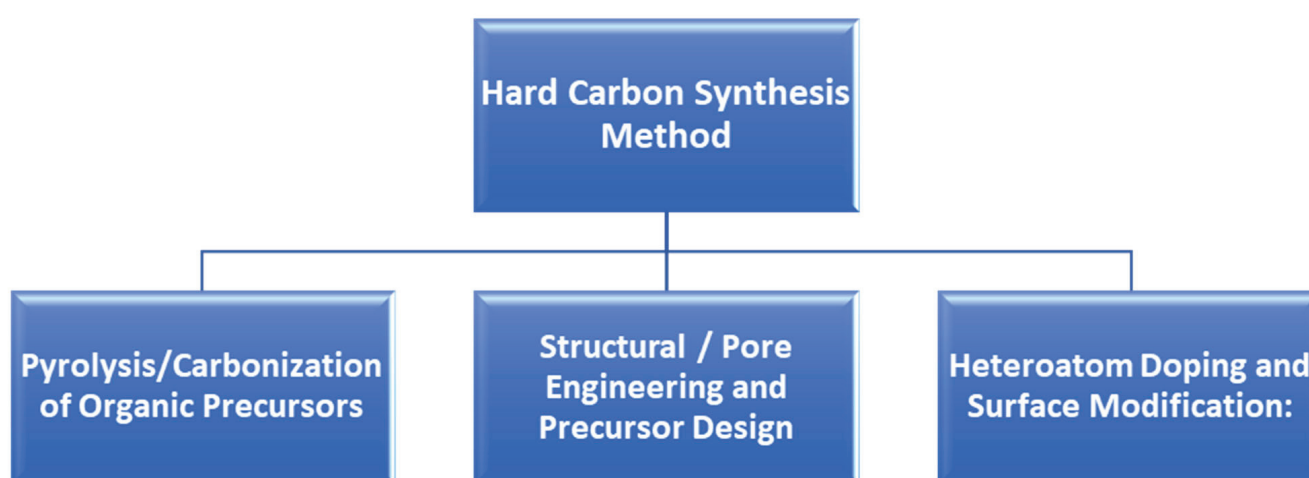 Hard Carbon Synthesis
Method
Pyrolysis/Carbonization
of Organic Precursors
Structural / Pore
Engineering and
Precursor Design
Heteroatom Doping and
Surface Modification: